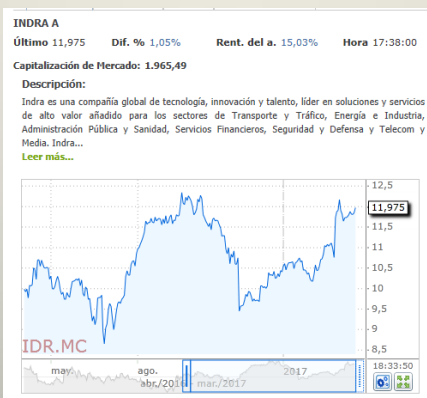 INDRA A
Último 11,975 Dif. % 1,05% Rent. del a. 15,03% Hora 17:38:00
Capitalización de Mercado: 1.965,49
Descripción:
Indra es una compañía global de tecnología, innovación y talento, líder en soluciones y servicios
de alto valor añadido para los sectores de Transporte y Tráfico, Energía e Industria,
Administración Pública y Sanidad, Servicios Financieros, Seguridad y Defensa y Telecom y
Media. Indra...
Leer más...
12,5
11,975
11,5
11
10,5
10
9,5
9
8,5
IDR.MC
may. ago. 2017
abr./2016 - mar./2017
18:33:50